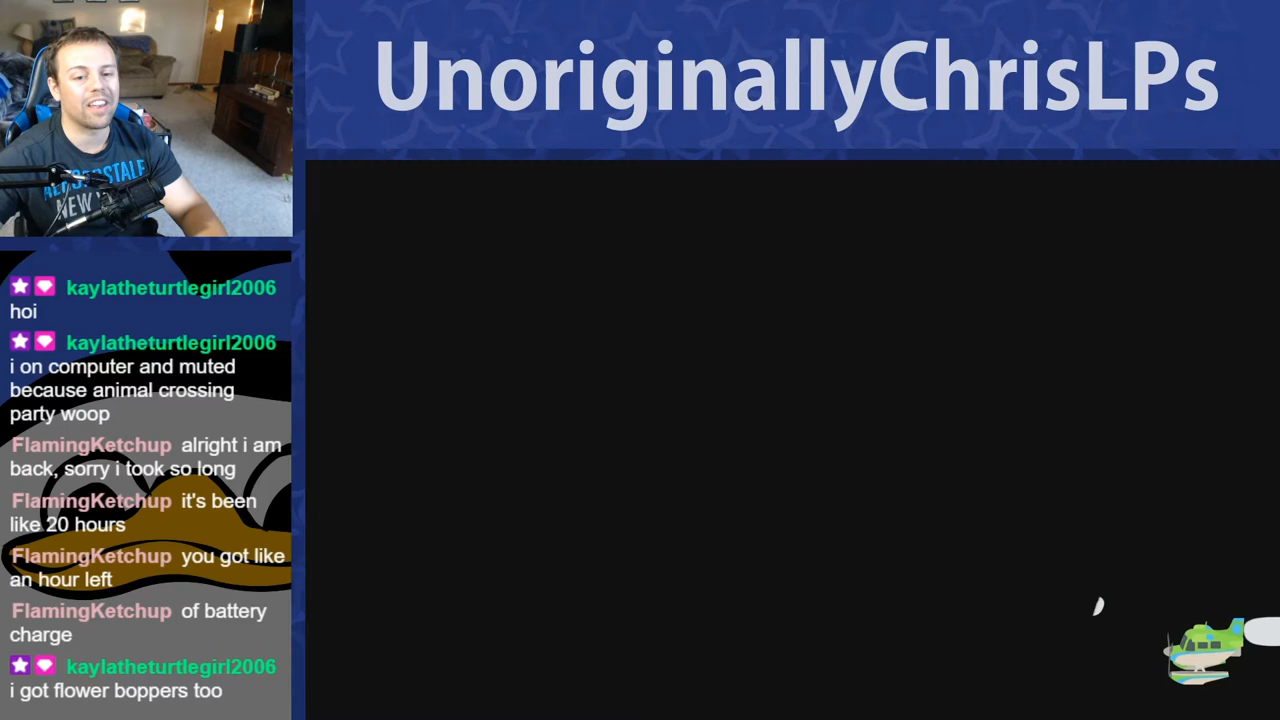 UnoriginallyChrisLPs
AEROPOSTALE
NEW
kaylatheturtlegirl2006
hoi
kaylatheturtlegirl2006
i on computer and muted
because animal crossing
party woop
FlamingKetchup alright i am
back, sorry i took so long
FlamingKetchup it's been
like 20 hours
FlamingKetchup you got like
an hour left
FlamingKetchup of battery
charge
kaylatheturtlegirl2006
i got flower boppers too